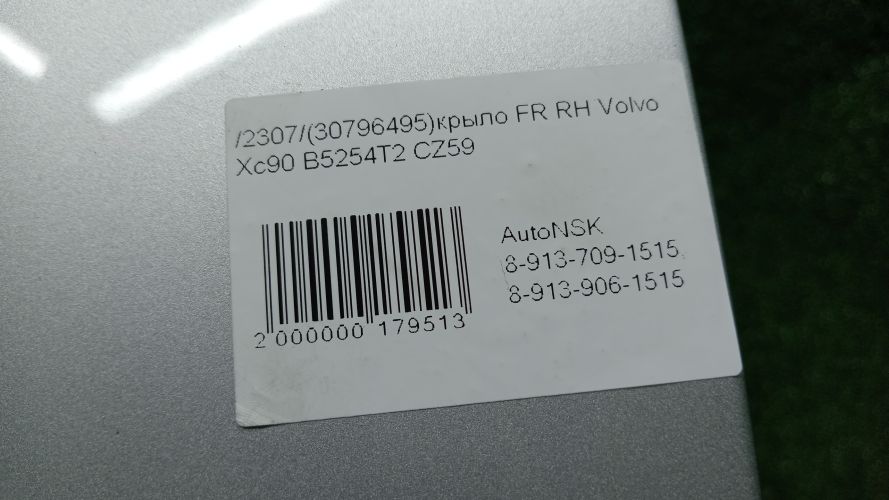 /2307/(30796495)крыло FR RH Volvo
Xc90 B5254T2 CZ59
AutoNSK
8-913-709-1515
8-913-906-1515
2 000000 179513